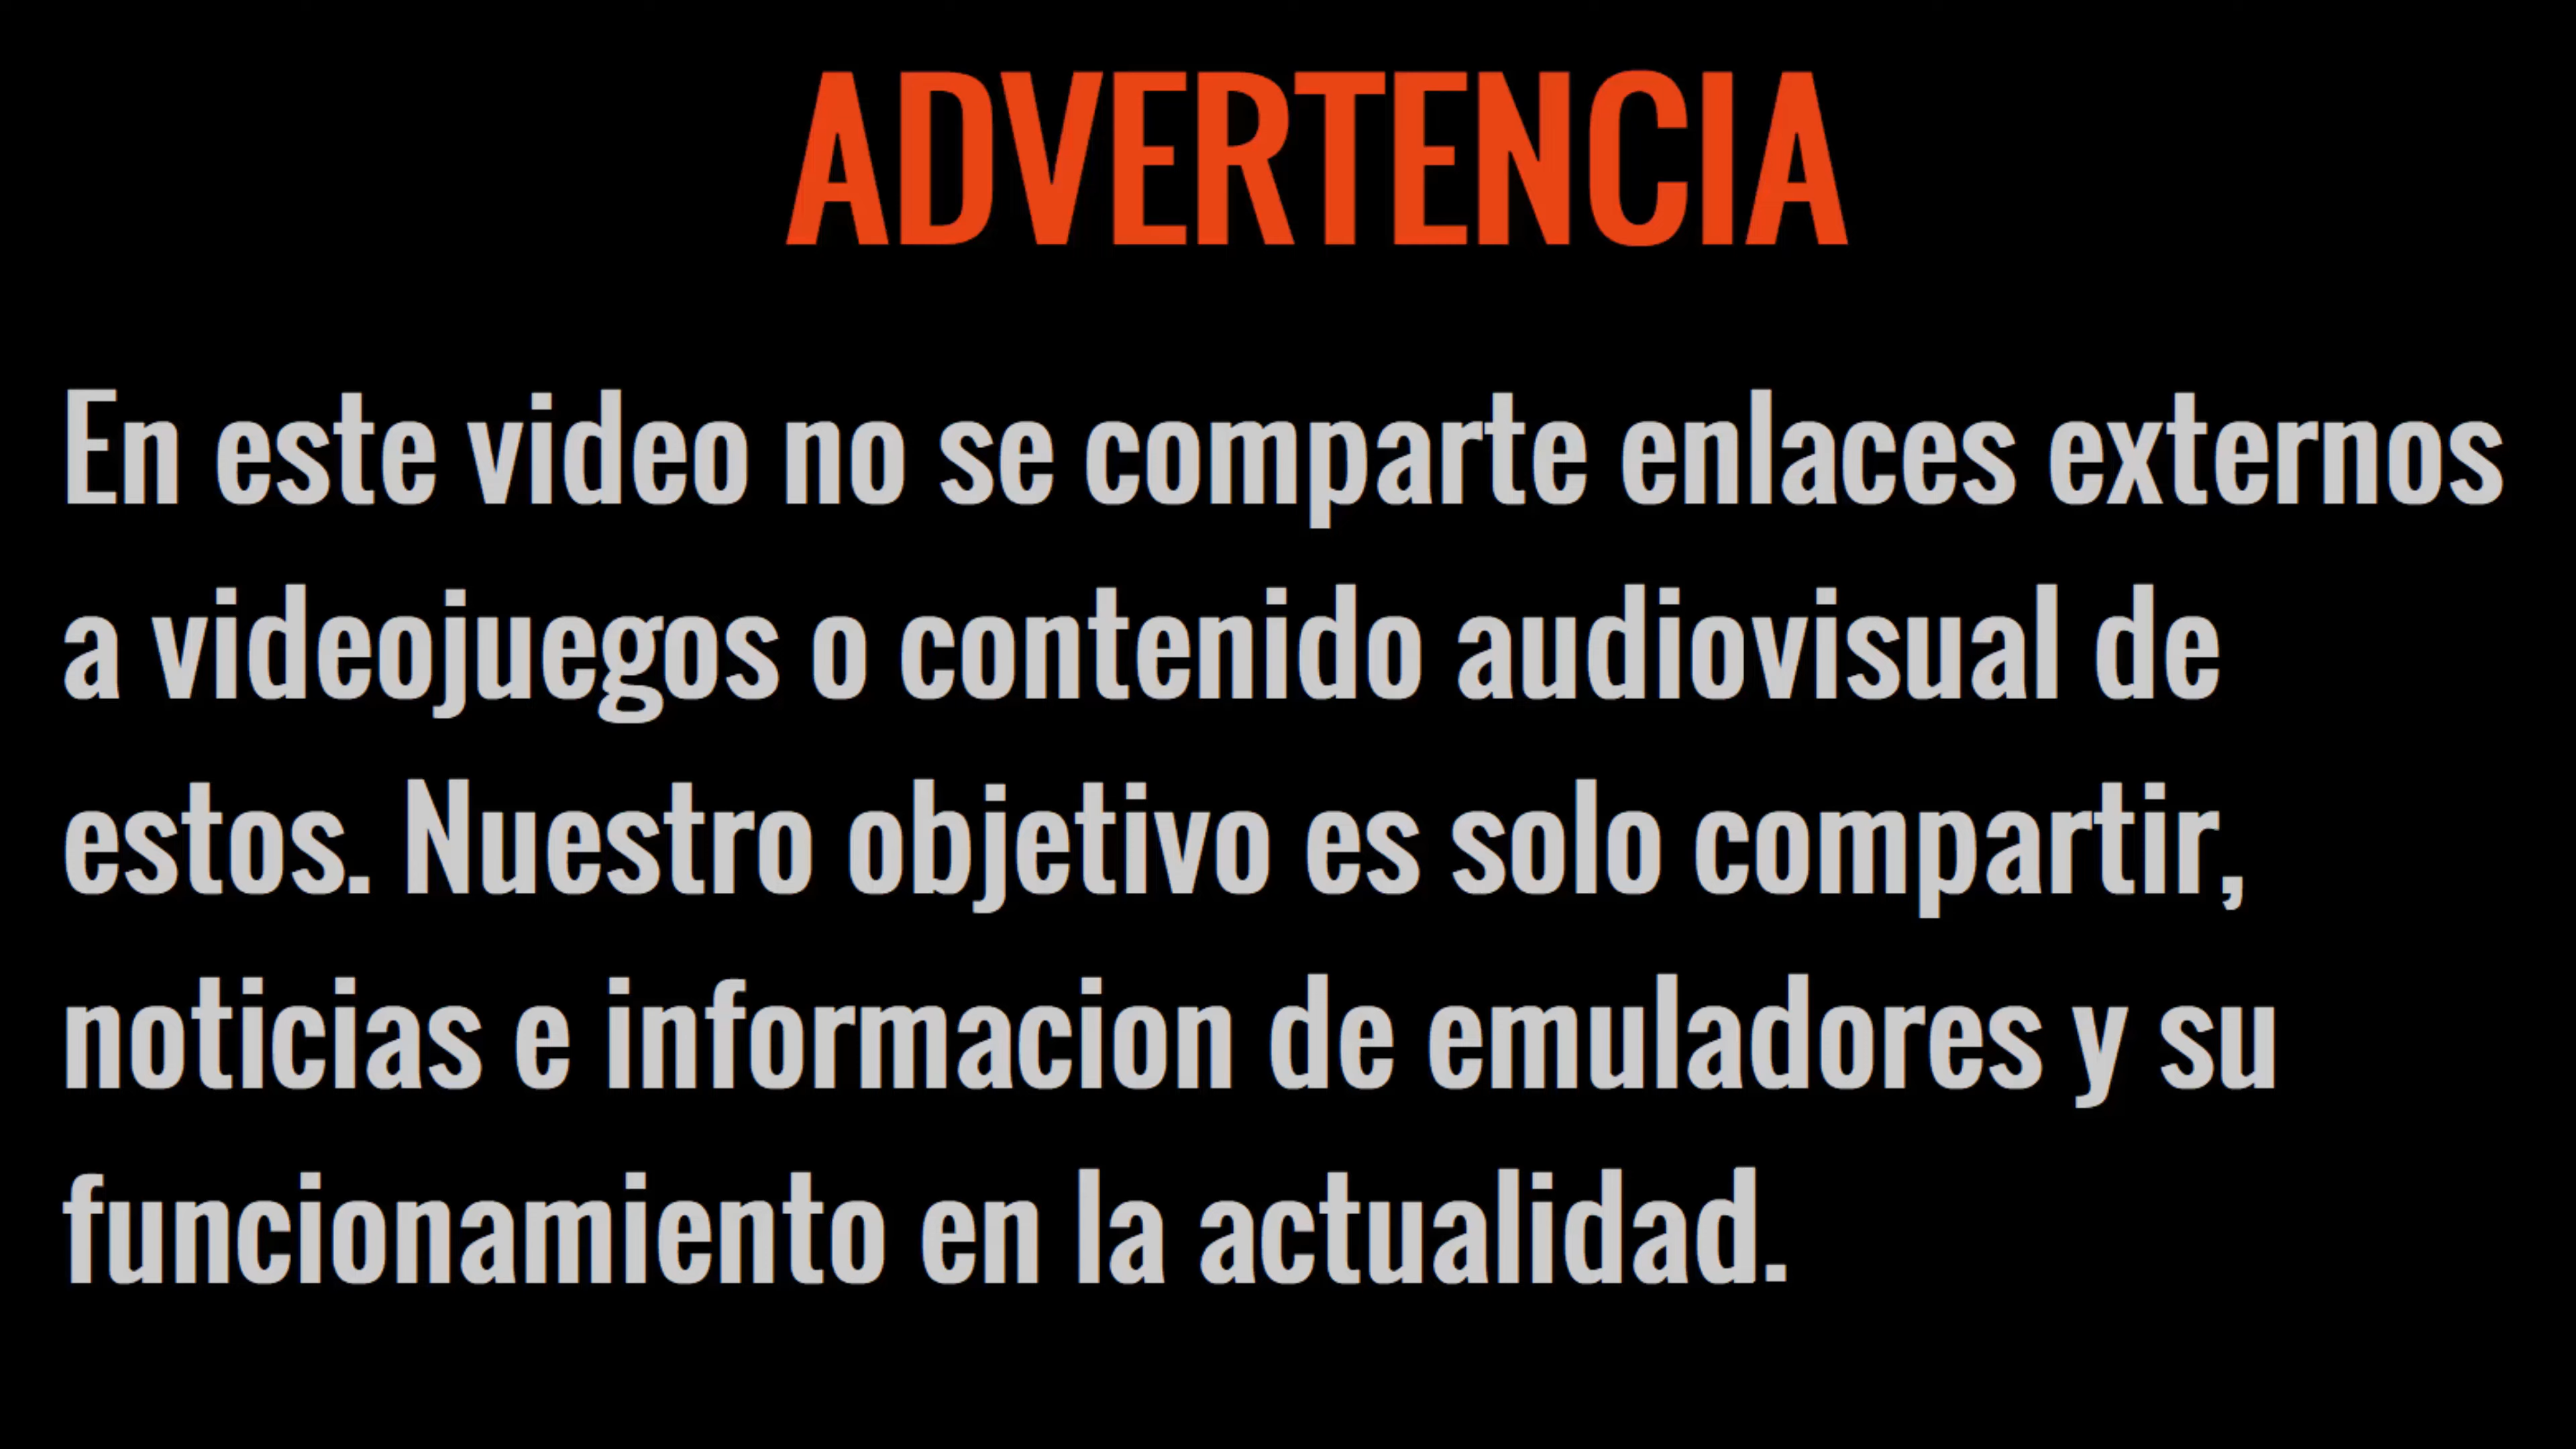 ADVERTENCIA
En este video no se comparte enlaces externos
a videojuegos o contenido audiovisual de
estos. Nuestro objetivo es solo compartir,
noticias e informacion de emuladores y su
funcionamiento en la actualidad.